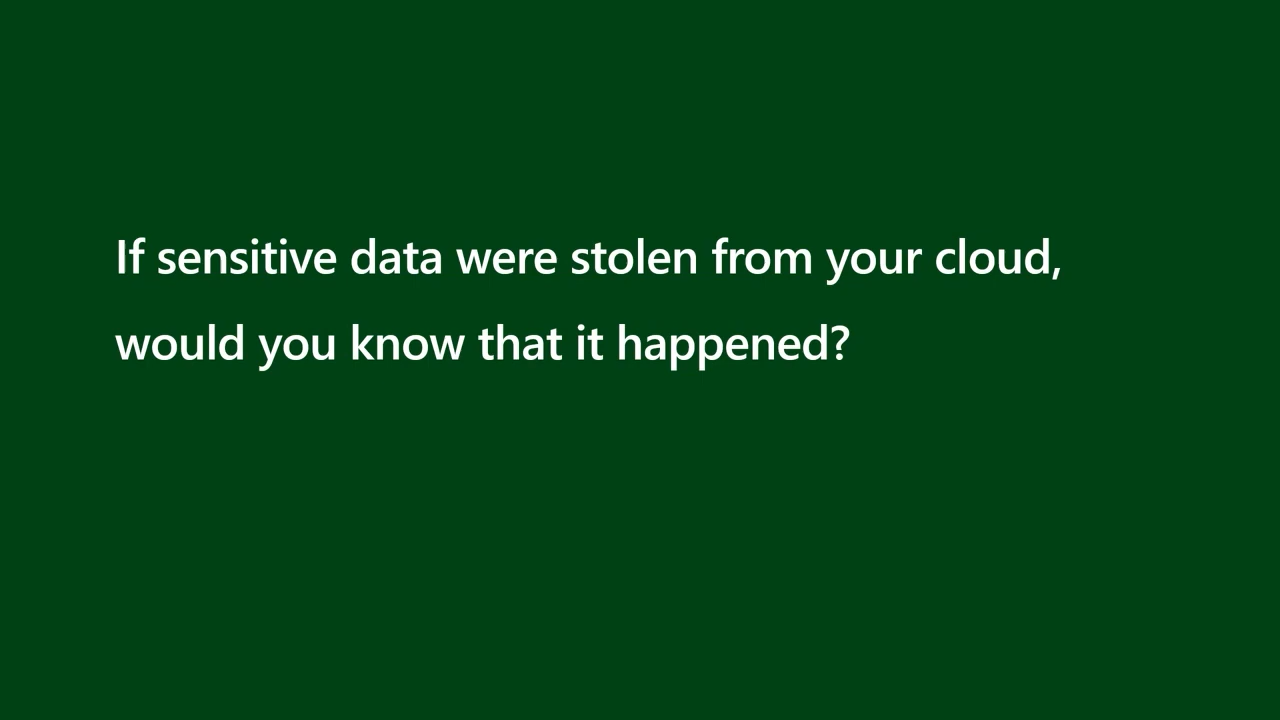 If sensitive data were stolen from your cloud,
would you know that it happened?